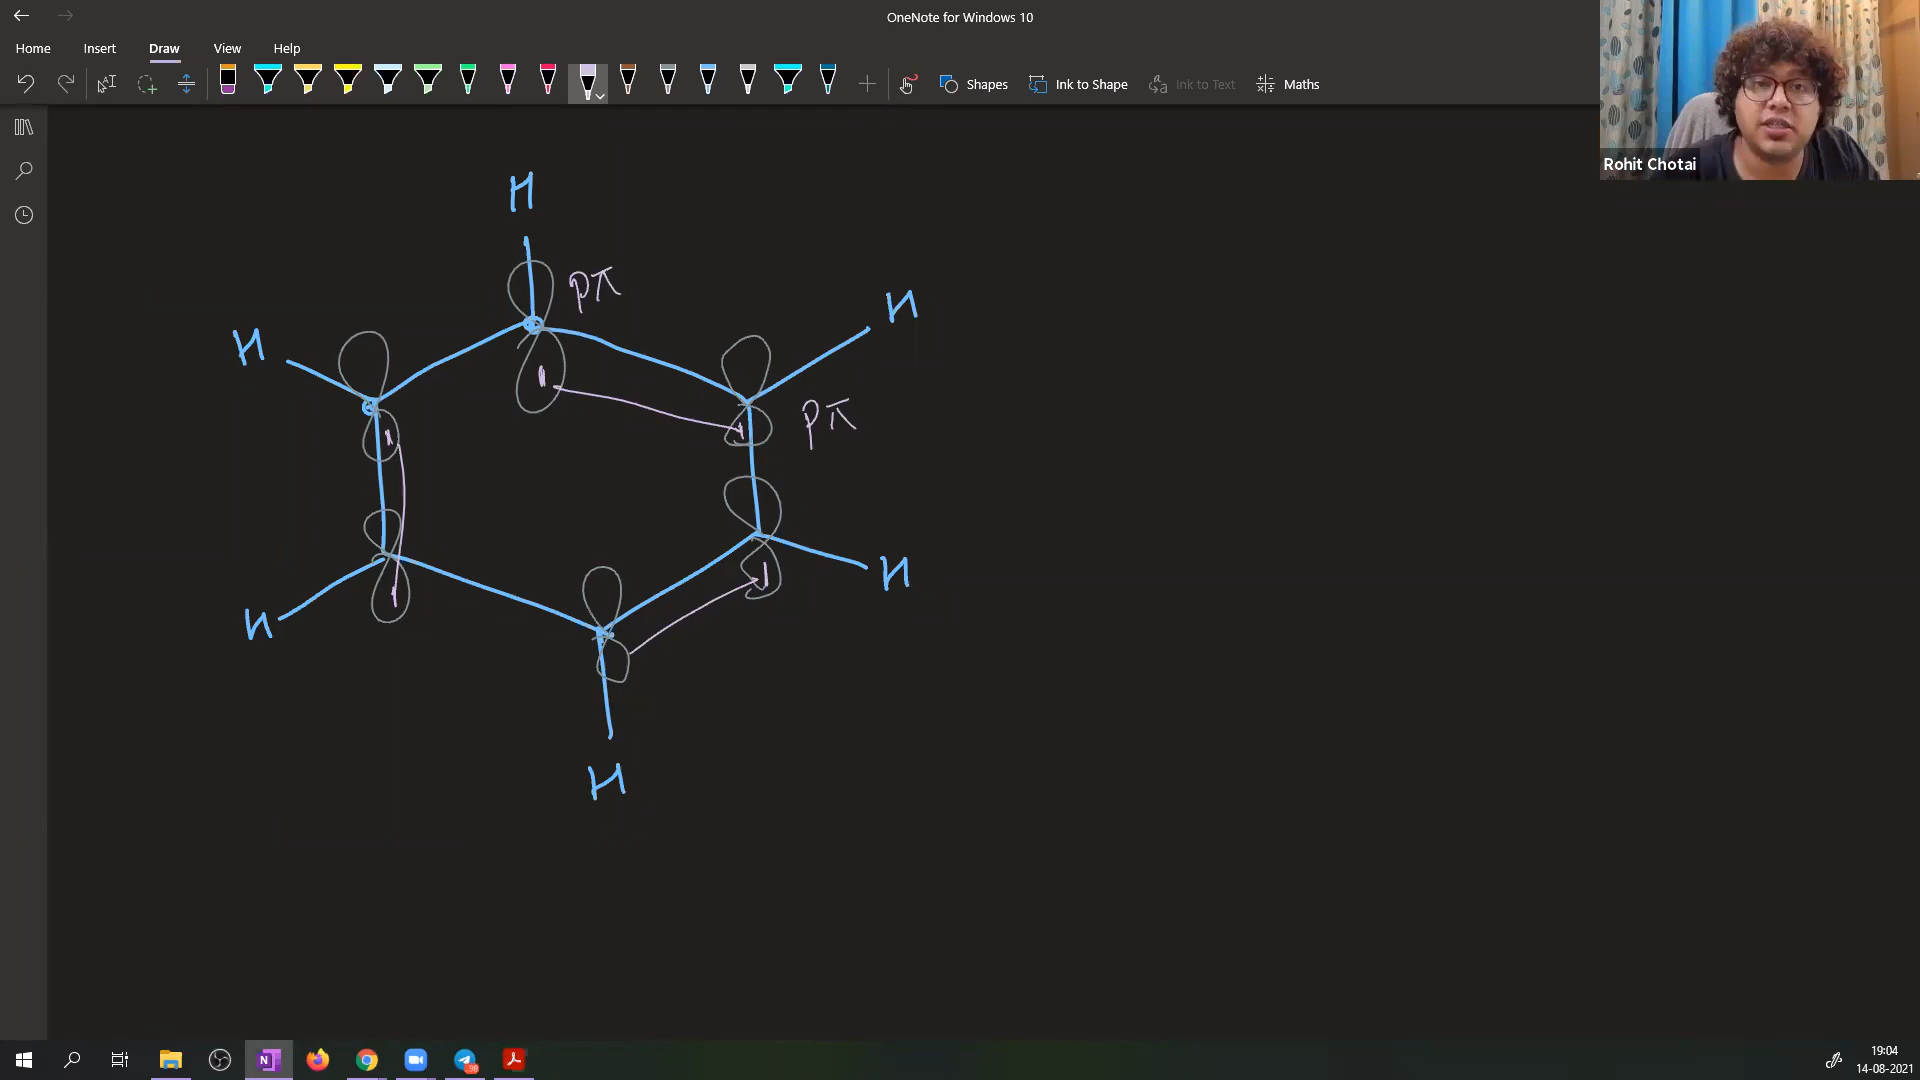 OneNote for Windows 10
Home Insert Draw View Help
Shapes Ink to Shape Ink to Text Maths
Rohit Chotai
H
pπ
H
H
pπ
H
H
H
98
19:04
14-08-2021